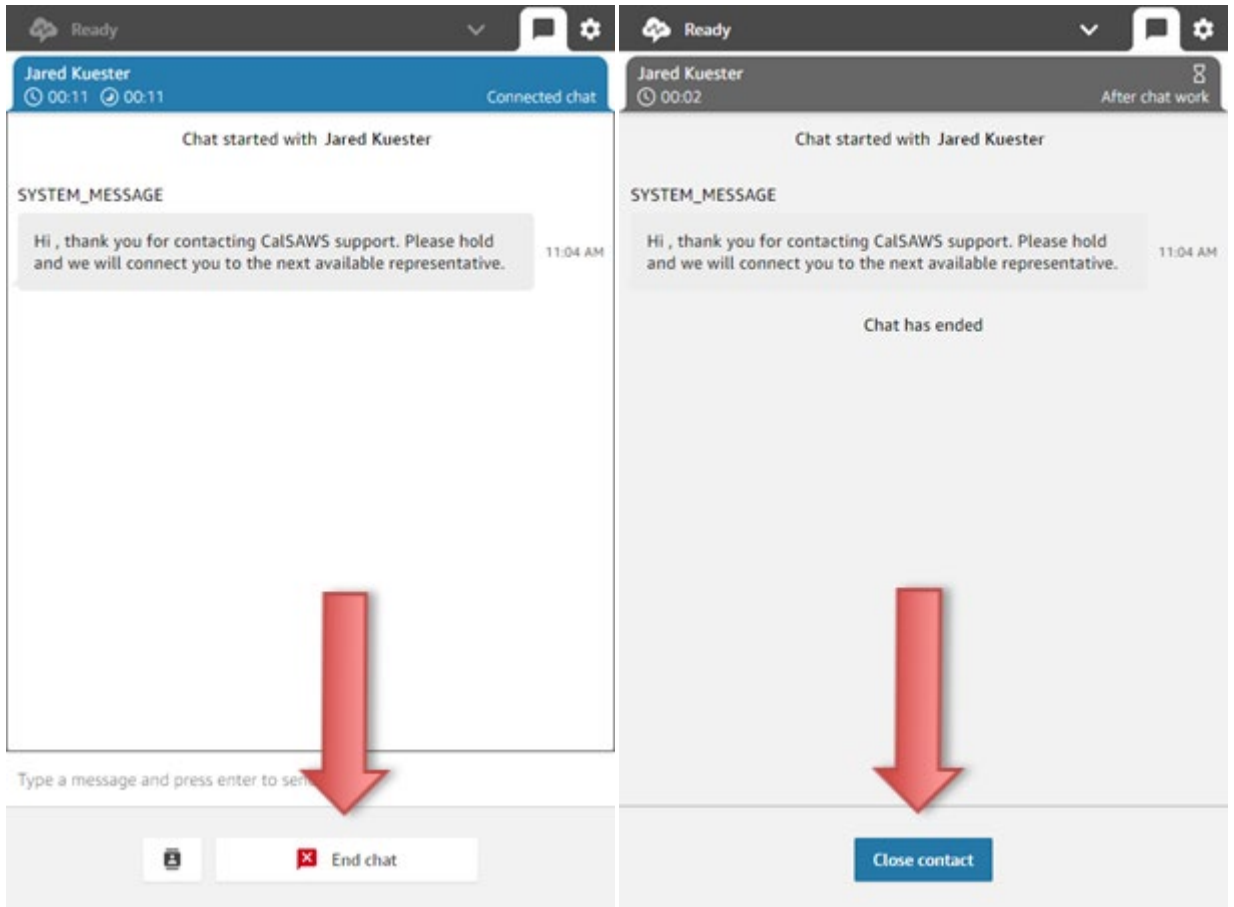 Ready
Jared Kuester
00:11 00:11 Connected chat
Chat started with Jared Kuester
SYSTEM_MESSAGE
Hi , thank you for contacting CalSAWS support. Please hold
and we will connect you to the next available representative.
11:04 AM
Type a message and press enter to
End chat
Ready
Jared Kuester
00:02 After chat work
Chat started with Jared Kuester
SYSTEM_MESSAGE
Hi , thank you for contacting CalSAWS support. Please hold
and we will connect you to the next available representative.
11:04 AM
Chat has ended
Close contact